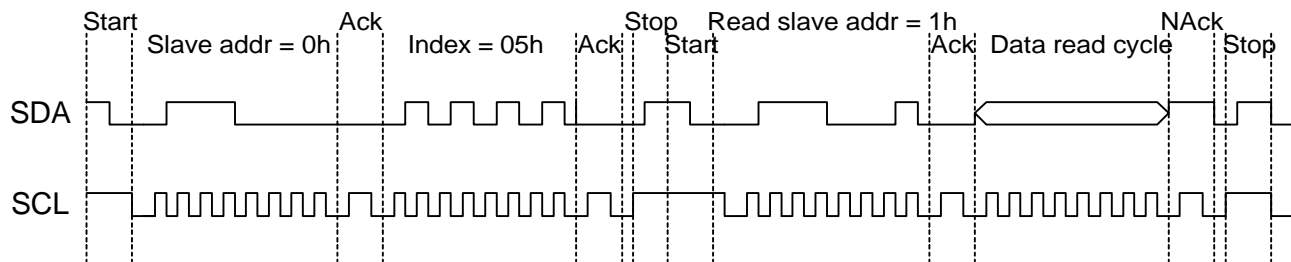 Start Ack Stop Read slave addr = 1h NAck
Slave addr = 0h Index = 05h Ack Start Ack Data read cycle Stop
SDA
SCL